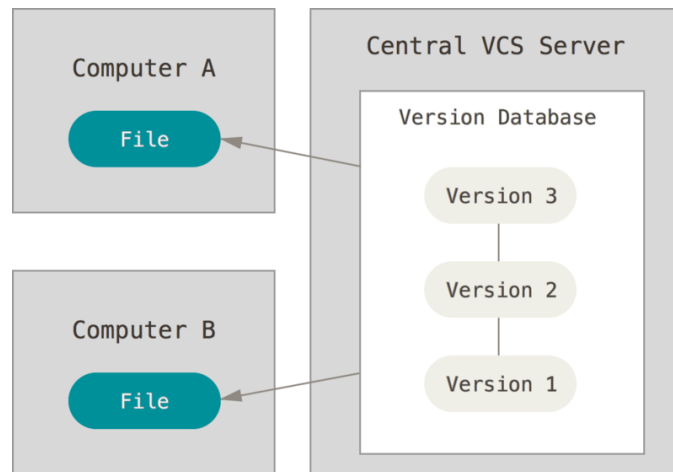 Computer A
File
Computer B
File
Central VCS Server
Version Database
Version 3
Version 2
Version 1